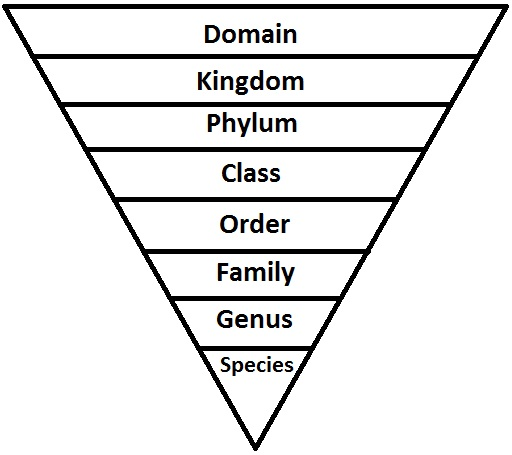 Domain
Kingdom
Phylum
Class
Order
Family
Genus
Species